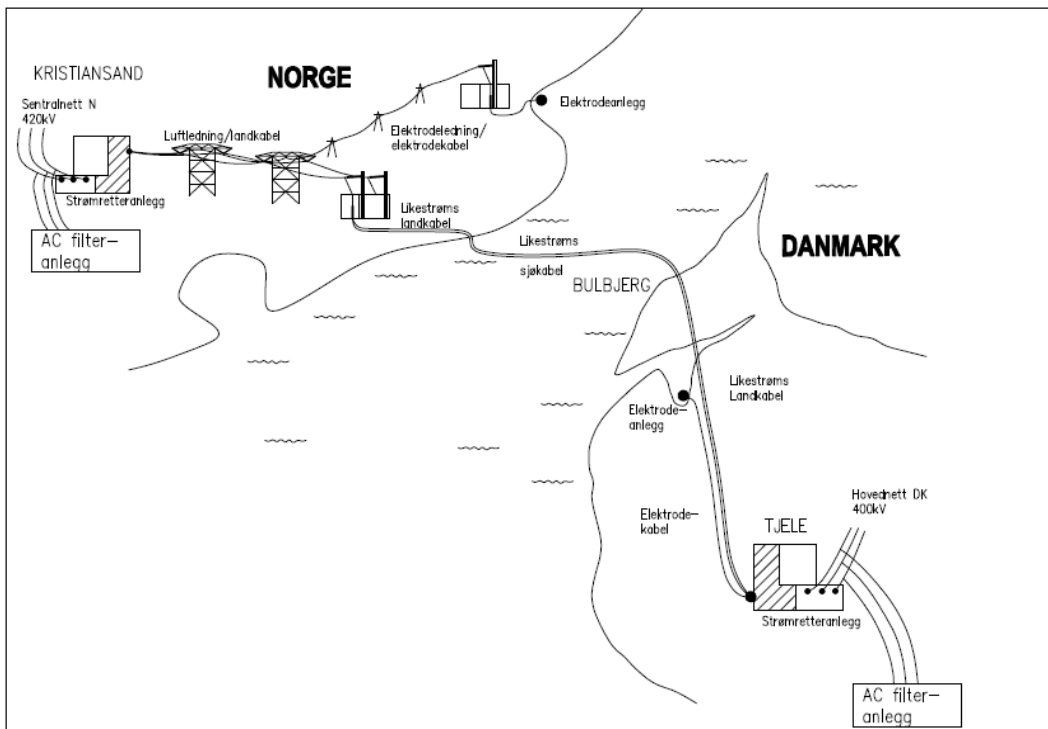 KRISTIANSAND
NORGE
Sentralnett N
420kV
Luftledning/landkabel
Elektrodeledning/
elektrodekabel
Elektrodeanlegg
Strømretteranlegg
AC filter-
anlegg
Likestrøms
landkabel
Likestrøms
sjøkabel
DANMARK
BULBJERG
Likestrøms
Landkabel
Elektrode-
anlegg
Elektrode-
kabel
Hovednett DK
400kV
TJELE
Strømretteranlegg
AC filter-
anlegg